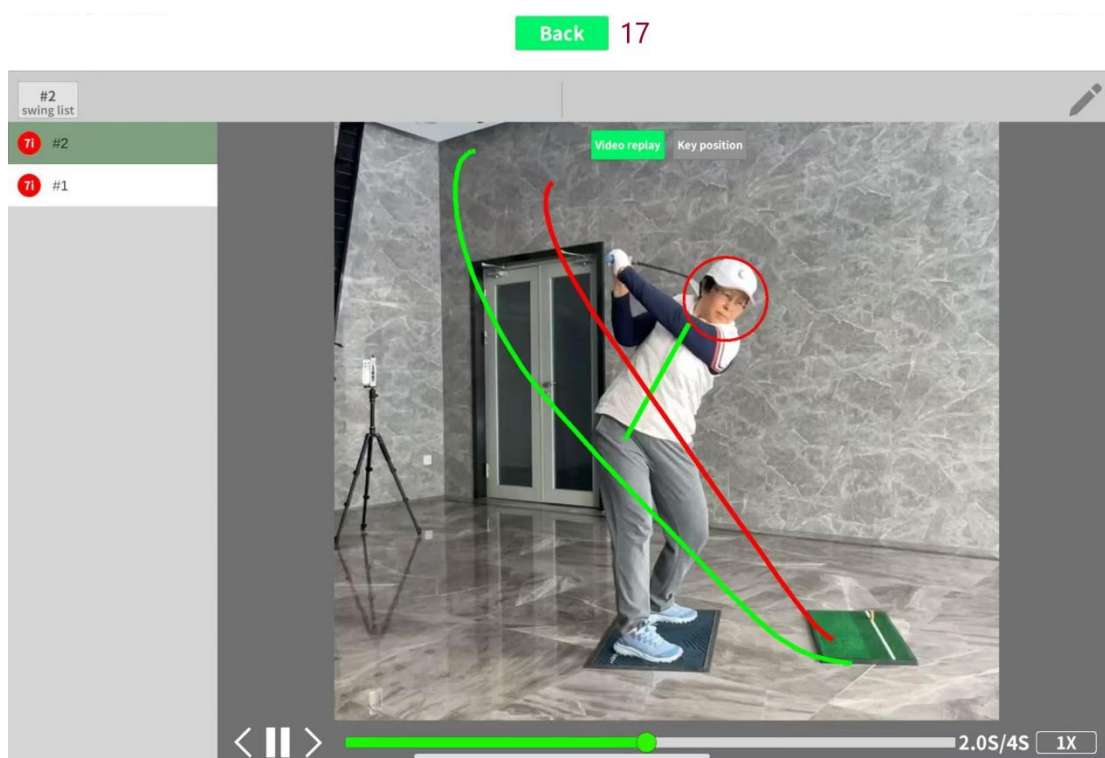 Back 17
#2
swing list
7i #2
7i #1
Video replay Key position
2.0S/4S 1X